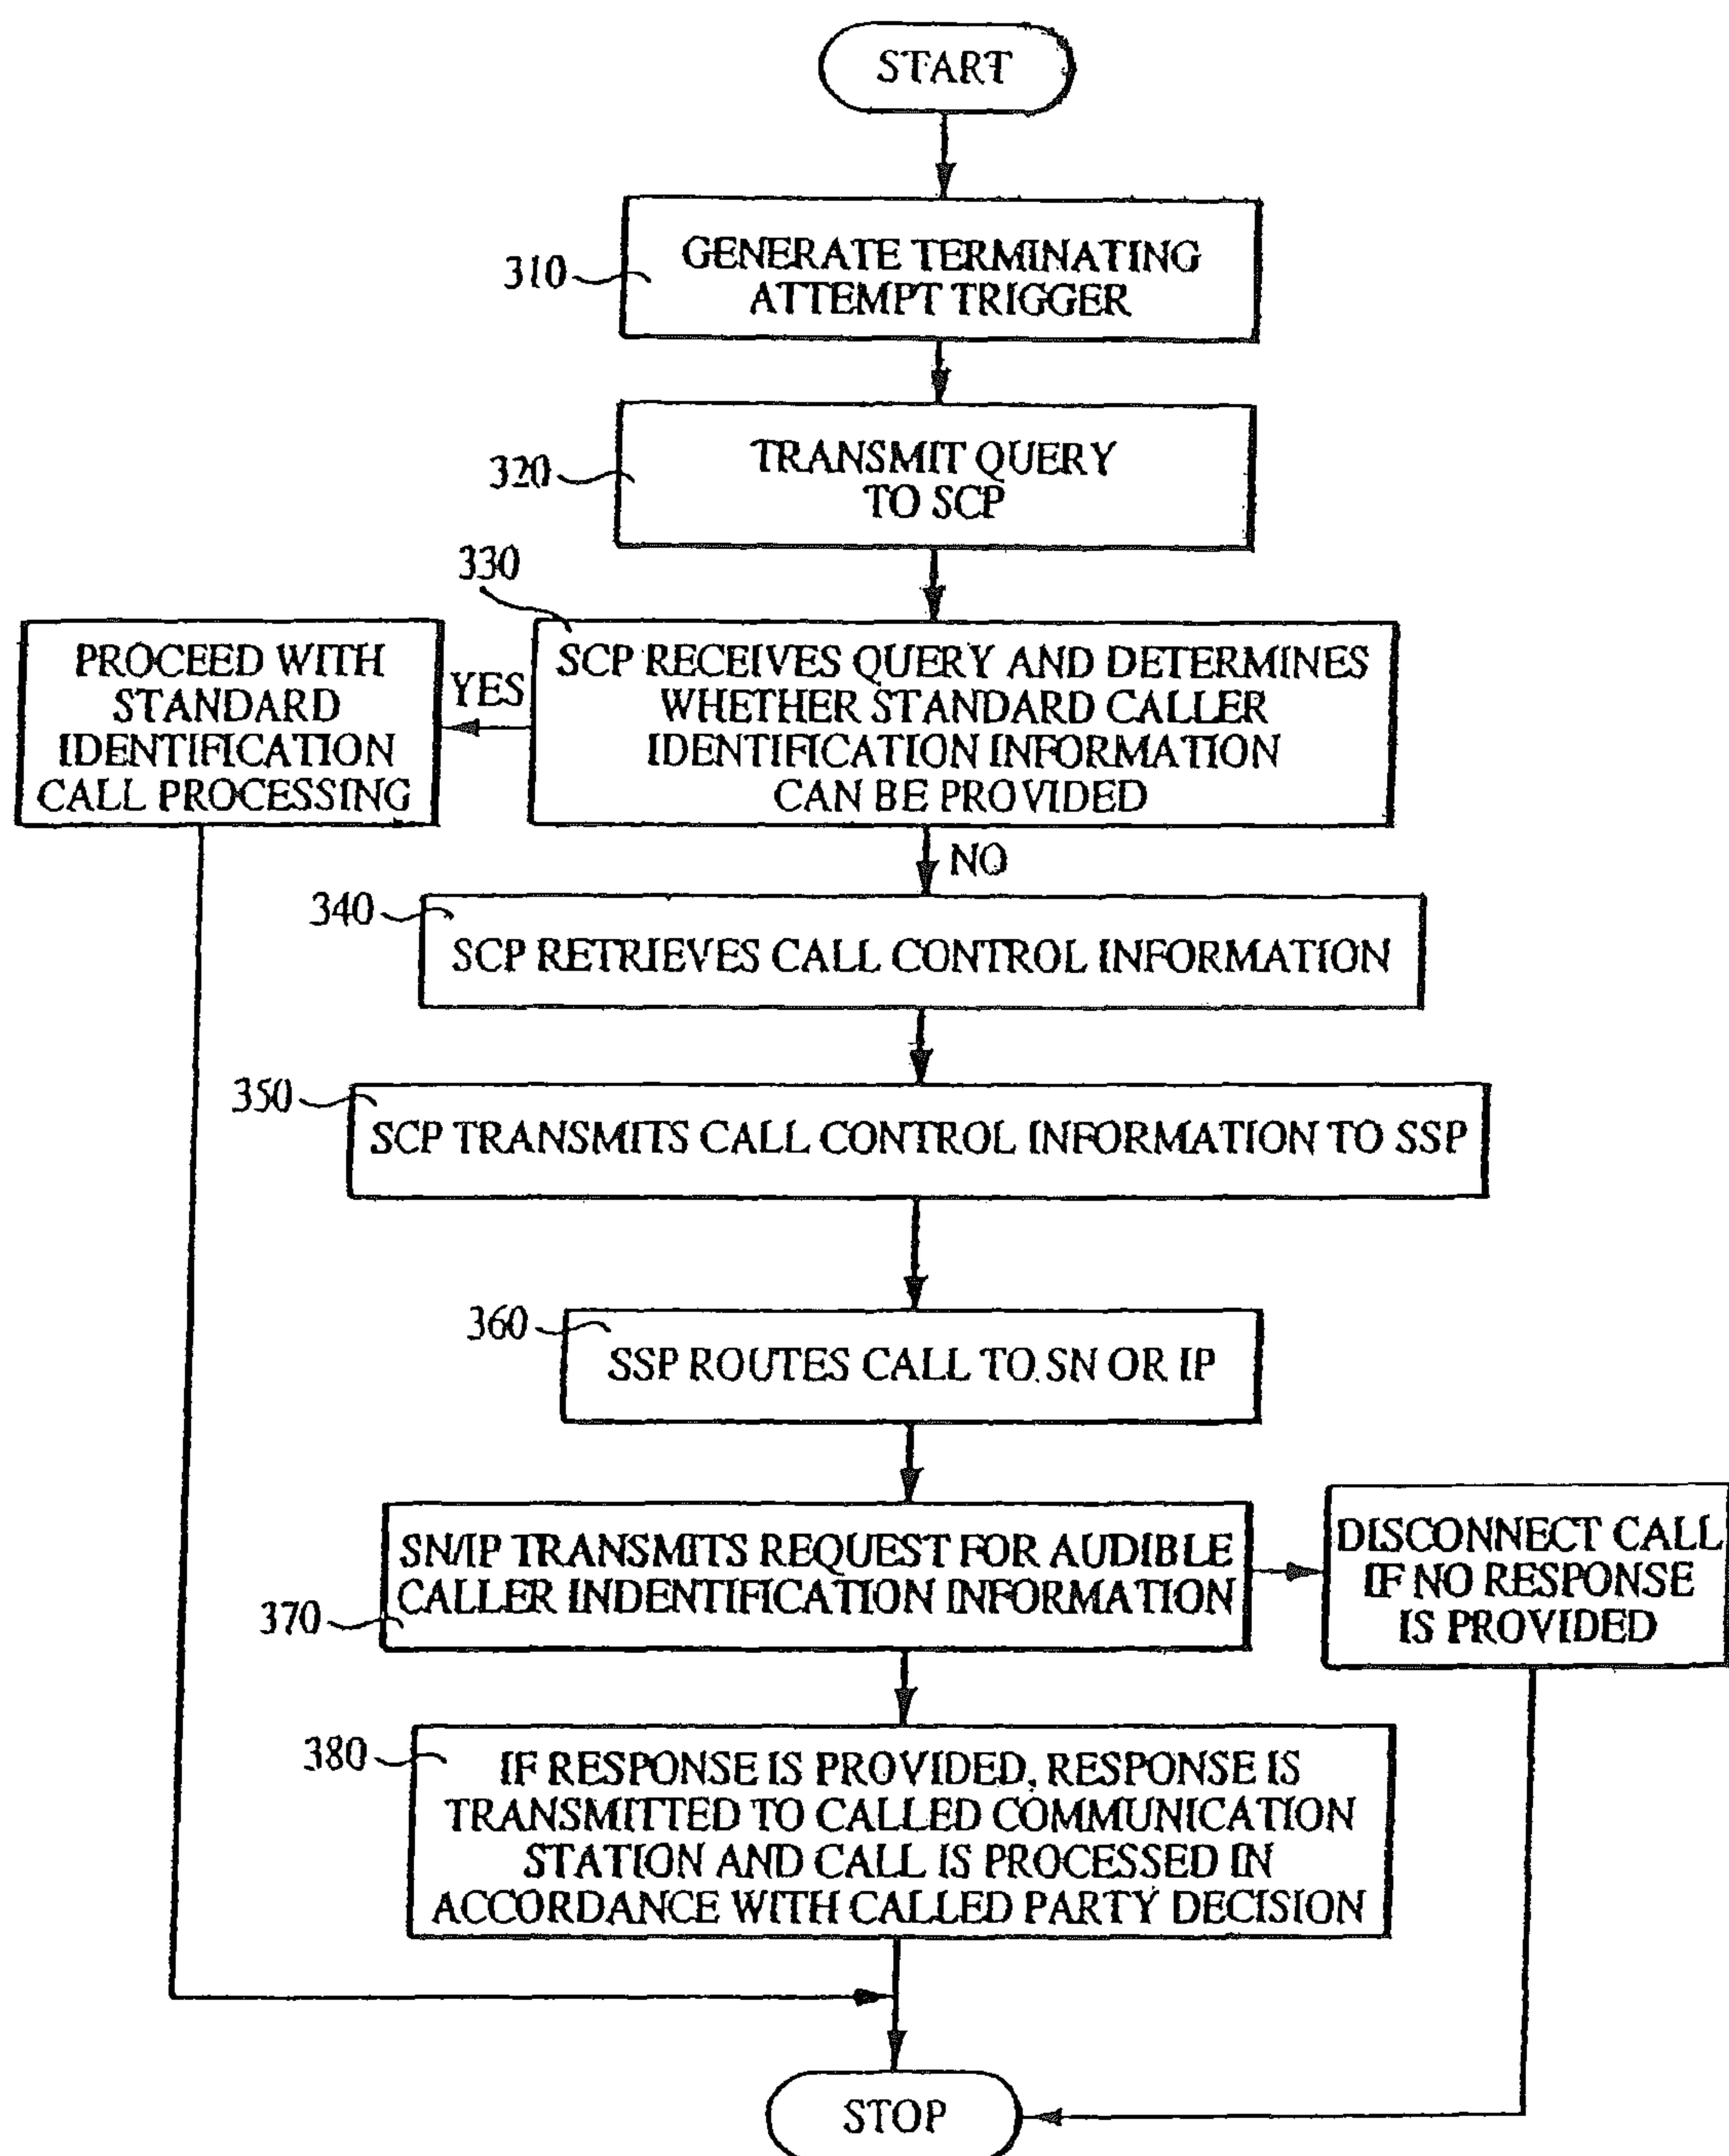 START
310
GENERATE TERMINATING
ATTEMPT TRIGGER
320
TRANSMIT QUERY
TO SCP
330
PROCEED WITH
STANDARD
IDENTIFICATION
CALL PROCESSING
YES
SCP RECEIVES QUERY AND DETERMINES
WHETHER STANDARD CALLER
IDENTIFICATION INFORMATION
CAN BE PROVIDED
NO
340
SCP RETRIEVES CALL CONTROL INFORMATION
350
SCP TRANSMITS CALL CONTROL INFORMATION TO SSP
360
SSP ROUTES CALL TO SN OR IP
370
SN/IP TRANSMITS REQUEST FOR AUDIBLE
CALLER INDENTIFICATION INFORMATION
DISCONNECT CALL
IF NO RESPONSE
IS PROVIDED
380
IF RESPONSE IS PROVIDED, RESPONSE IS
TRANSMITTED TO CALLED COMMUNICATION
STATION AND CALL IS PROCESSED IN
ACCORDANCE WITH CALLED PARTY DECISION
STOP